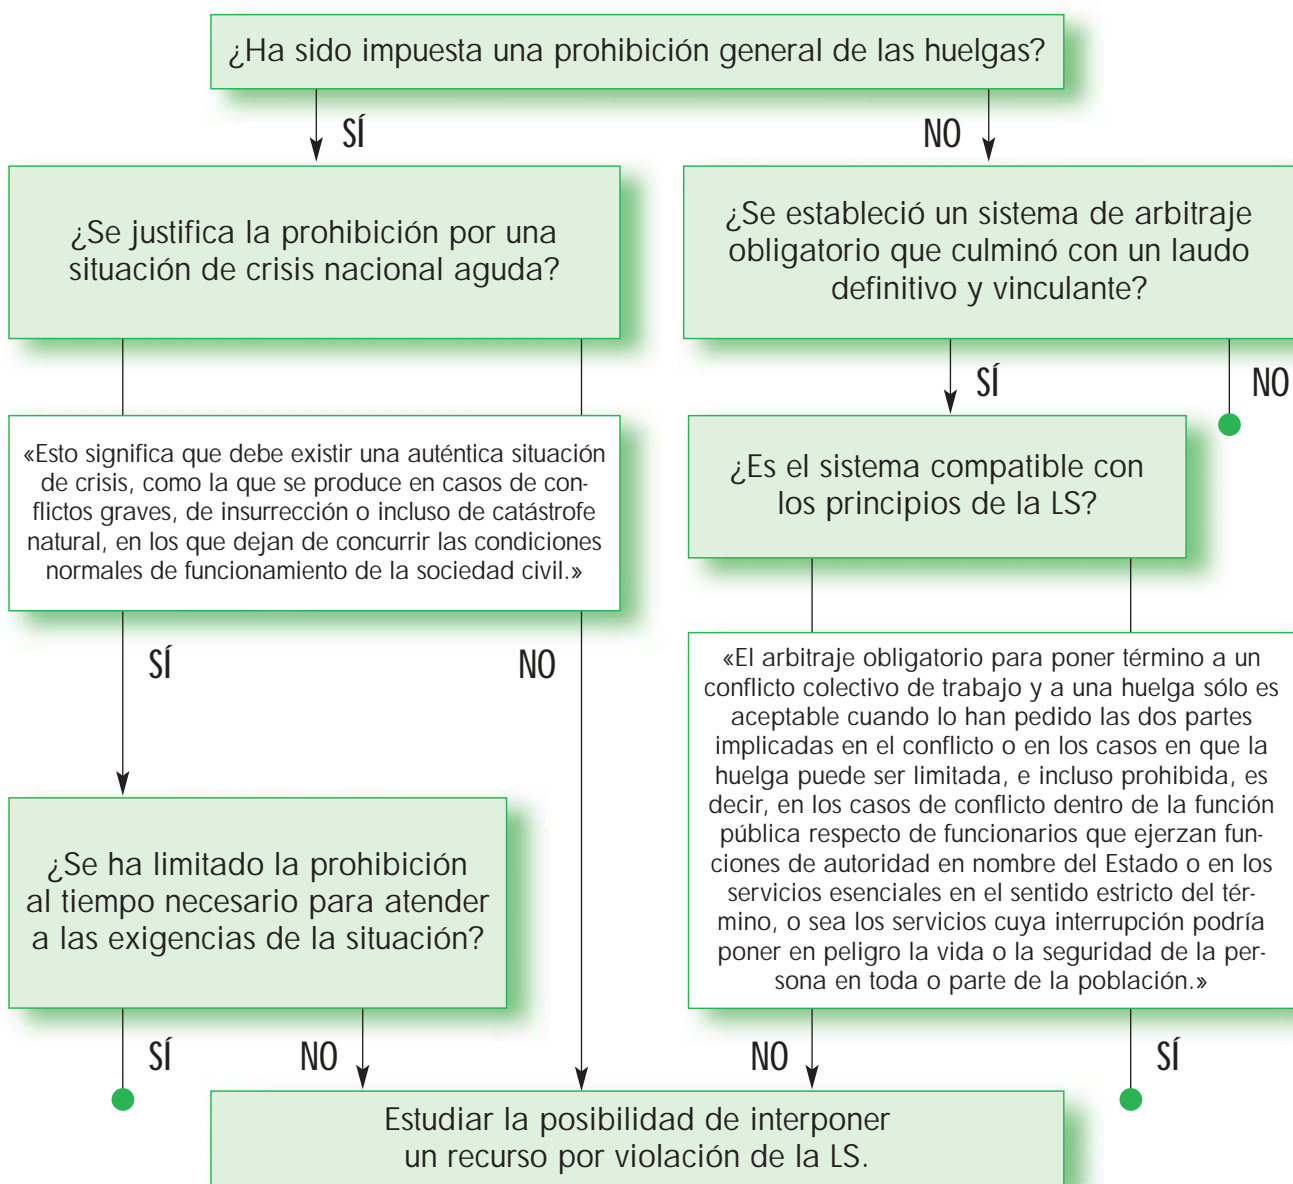 ¿Ha sido impuesta una prohibición general de las huelgas?
SÍ
NO
¿Se justifica la prohibición por una
situación de crisis nacional aguda?
¿Se estableció un sistema de arbitraje
obligatorio que culminó con un laudo
definitivo y vinculante?
SÍ
NO
«Esto significa que debe existir una auténtica situación
de crisis, como la que se produce en casos de con-
flictos graves, de insurrección o incluso de catástrofe
natural, en los que dejan de concurrir las condiciones
normales de funcionamiento de la sociedad civil.»
¿Es el sistema compatible con
los principios de la LS?
SÍ
NO
«El arbitraje obligatorio para poner término a un
conflicto colectivo de trabajo y a una huelga sólo es
aceptable cuando lo han pedido las dos partes
implicadas en el conflicto o en los casos en que la
huelga puede ser limitada, e incluso prohibida, es
decir, en los casos de conflicto dentro de la función
pública respecto de funcionarios que ejerzan fun-
ciones de autoridad en nombre del Estado o en los
servicios esenciales en el sentido estricto del tér-
mino, o sea los servicios cuya interrupción podría
poner en peligro la vida o la seguridad de la per-
sona en toda o parte de la población.»
¿Se ha limitado la prohibición
al tiempo necesario para atender
a las exigencias de la situación?
SÍ
NO
NO
SÍ
Estudiar la posibilidad de interponer
un recurso por violación de la LS.